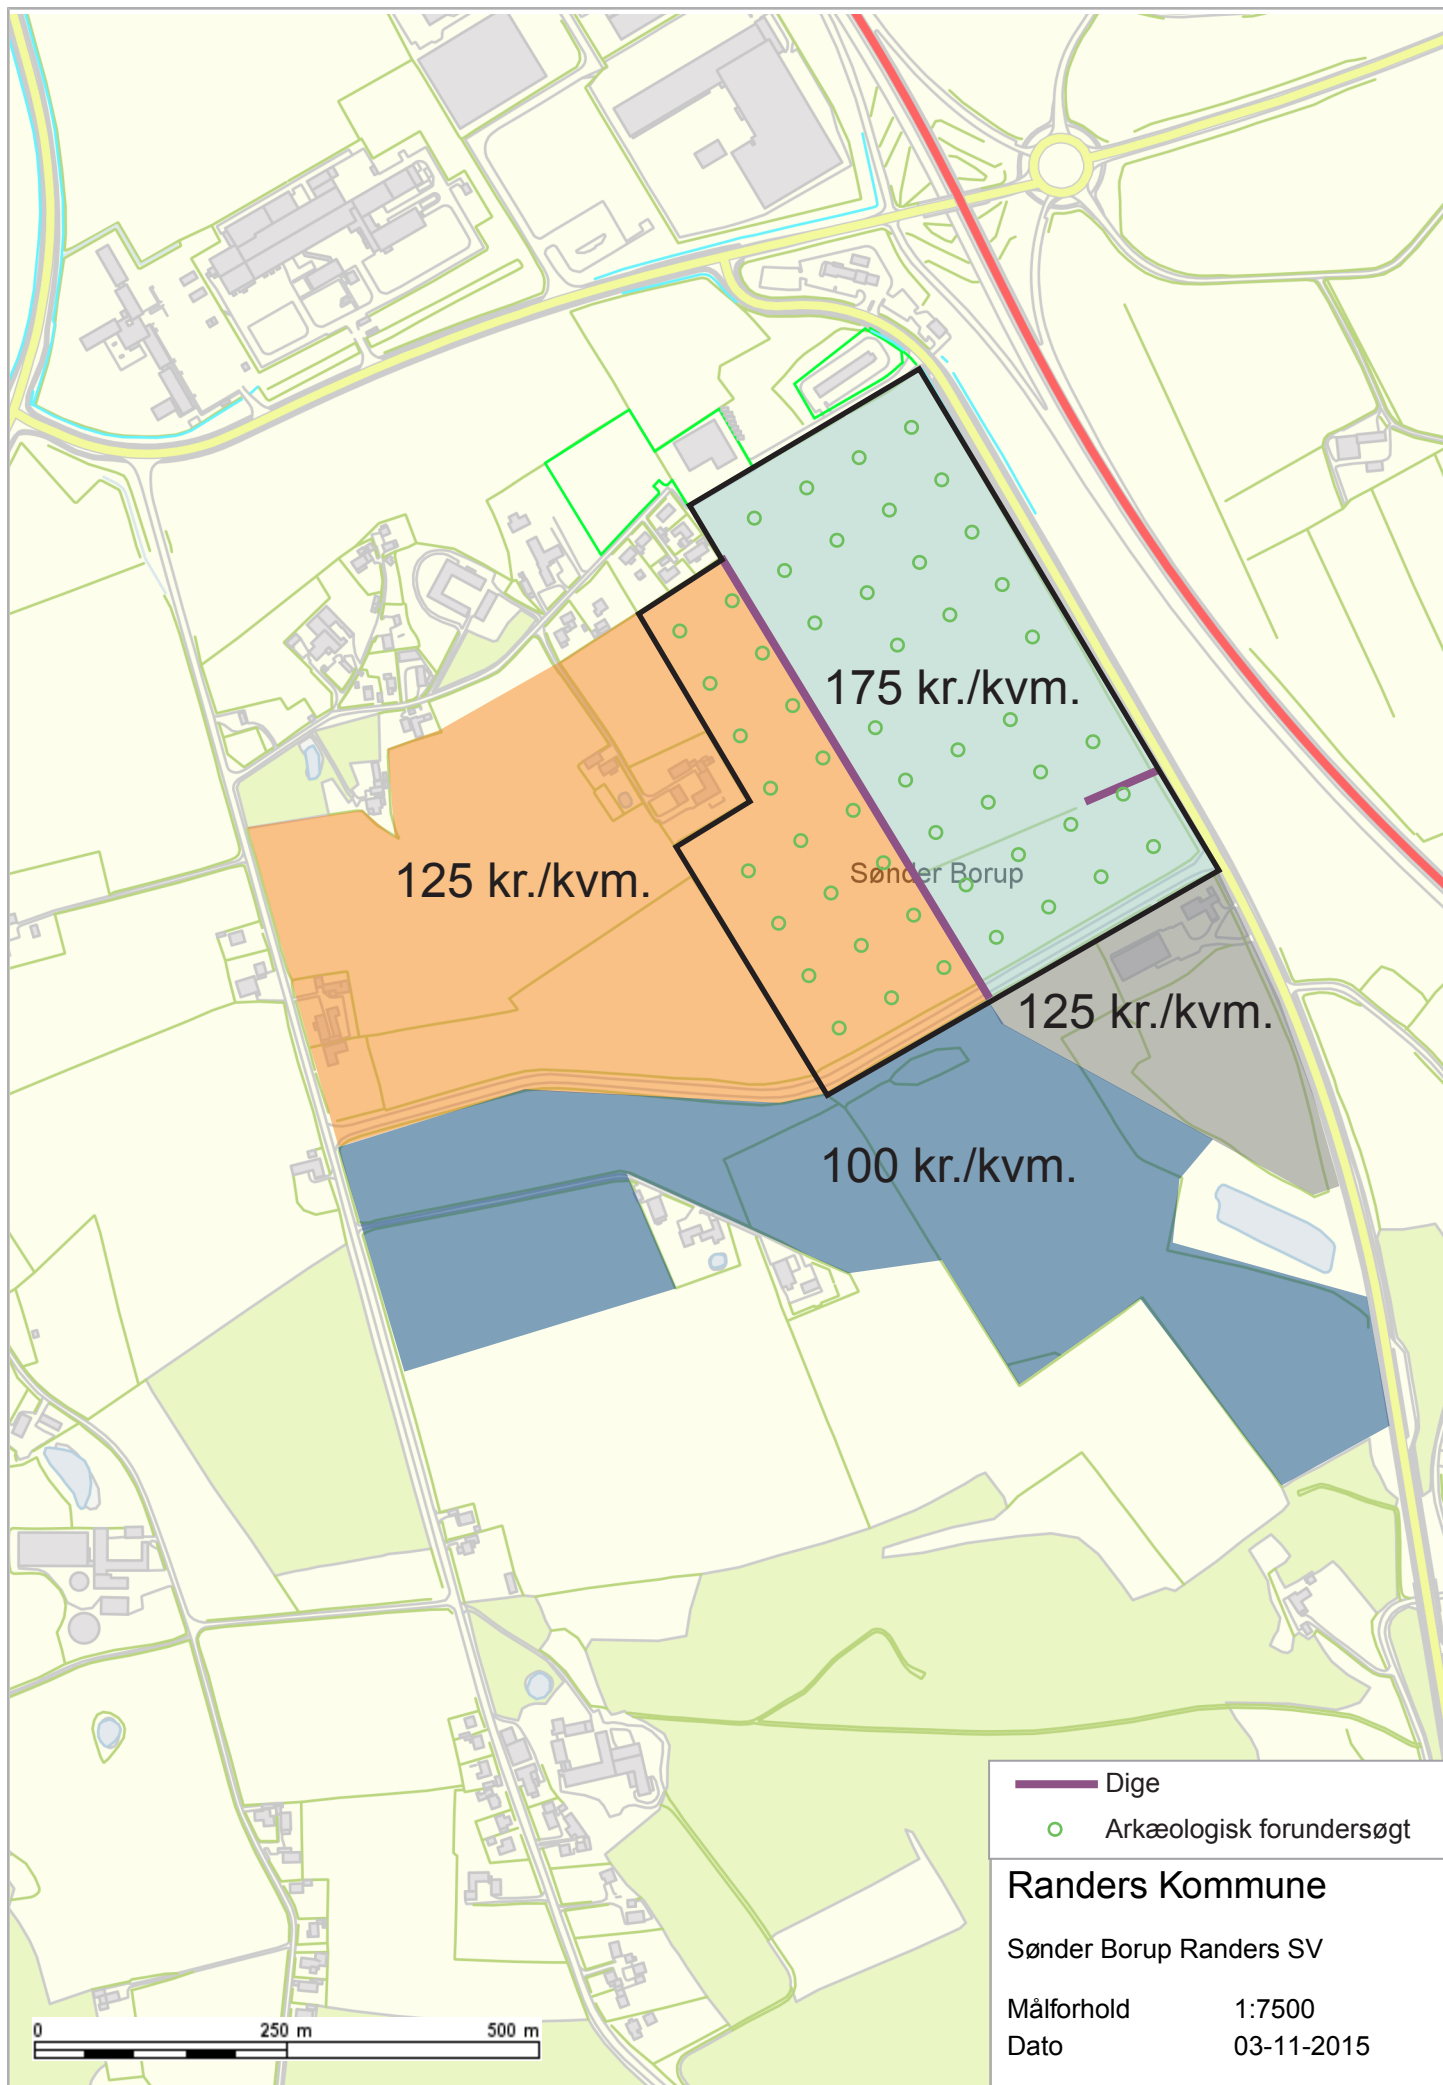 175 kr./kvm.
125 kr./kvm.
Sønder Borup
125 kr./kvm.
100 kr./kvm.
Dige
Arkæologisk forundersøgt
Randers Kommune
Sønder Borup Randers SV
Målforhold 1:7500
Dato 03-11-2015
0 250 m 500 m